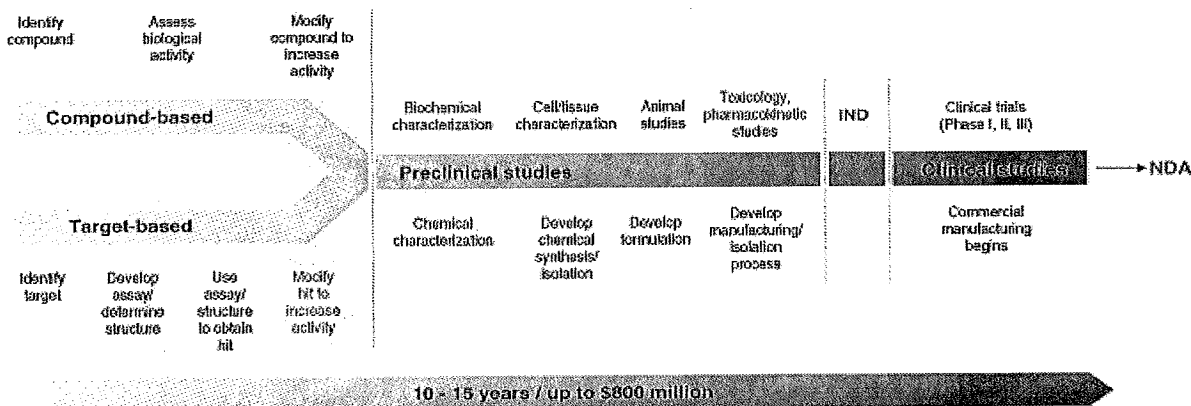 Identify
compound
Assess
biological
activity
Modify
compound to
increase
activity
Compound-based
Biochemical
characterization
Cell/tissue
characterization
Animal
studies
Toxicology,
pharmacokinetic
studies
IND
Clinical trials
(Phase I, II, III)
Preclinical studies
Clinical studies
NDA
Target-based
Chemical
characterization
Develop
chemical
synthesis/
isolation
Develop
formulation
Develop
manufacturing/
isolation
process
Commercial
manufacturing
begins
Identify
target
Develop
assay/
determine
structure
Use
assay/
structure
to obtain
hit
Modify
hit to
increase
activity
10 - 15 years / up to $800 million